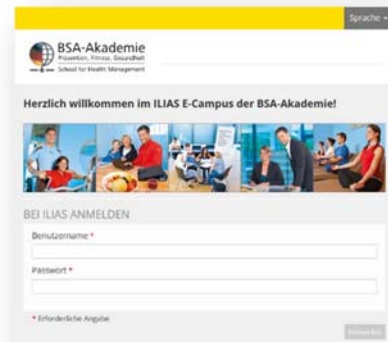 Sprache
BSA-Akademie
Prävention, Fitness, Gesundheit
School for Health Management
Herzlich willkommen im ILIAS E-Campus der BSA-Akademie!
BEI ILIAS ANMELDEN
Benutzername *
Passwort *
* Erforderliche Angabe
Anmelden